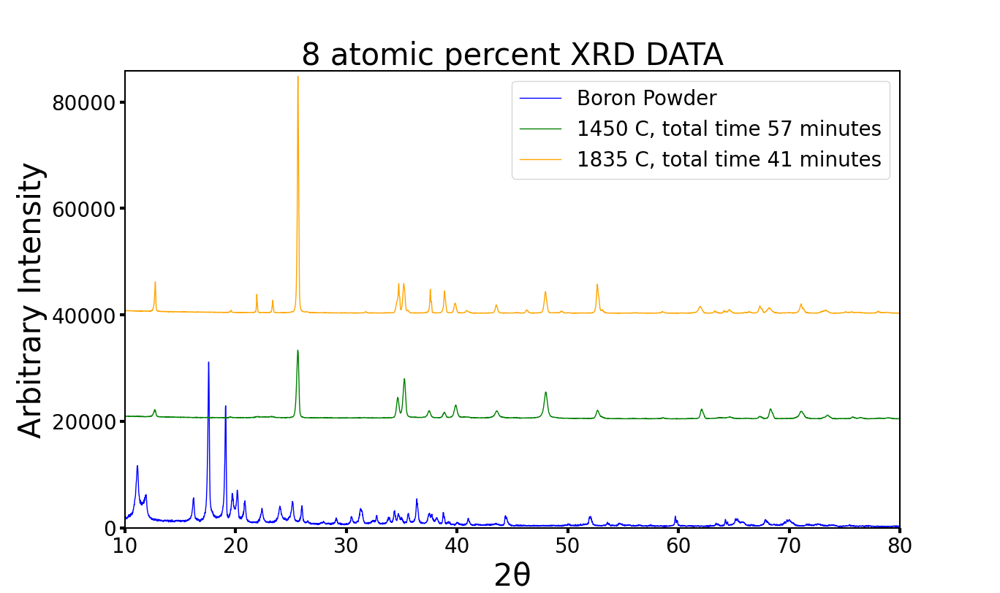 8 atomic percent XRD DATA
Boron Powder
1450 C, total time 57 minutes
1835 C, total time 41 minutes
Arbitrary Intensity
80000
60000
40000
20000
0
10 20 30 40 50 60 70 80
2θ